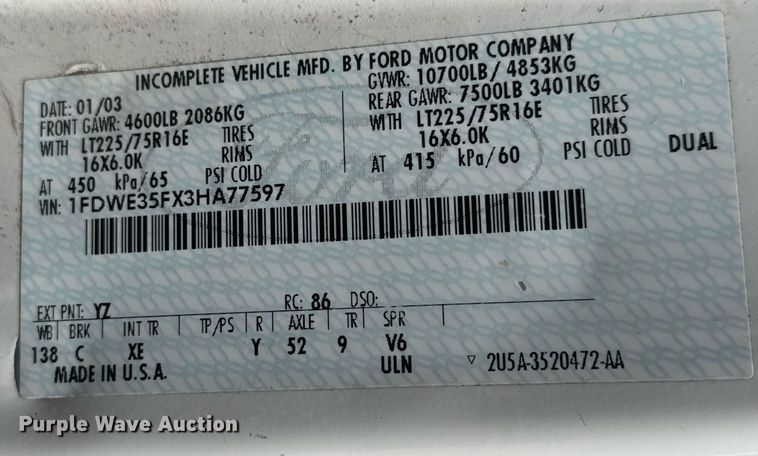 INCOMPLETE VEHICLE MFD. BY FORD MOTOR COMPANY
DATE: 01/03
GVWR: 10700LB/ 4853KG
FRONT GAWR: 4600LB 2086KG
REAR GAWR: 7500LB 3401KG
WITH LT225/75R16E TIRES
WITH LT225/75R16E TIRES
16X6.0K RIMS
16X6.0K RIMS
AT 450 kPa/65 PSI COLD
AT 415 kPa/60 PSI COLD
DUAL
VIN: 1FDWE35FX3HA77597
Ford
EXT PNT: YZ RC: 86 DSO:
WB BRK INT TR TP/PS R AXLE TR SPR
138 C XE Y 52 9 V6
MADE IN U.S.A. ULN ▽ 2U5A-3520472-AA
Purple Wave Auction